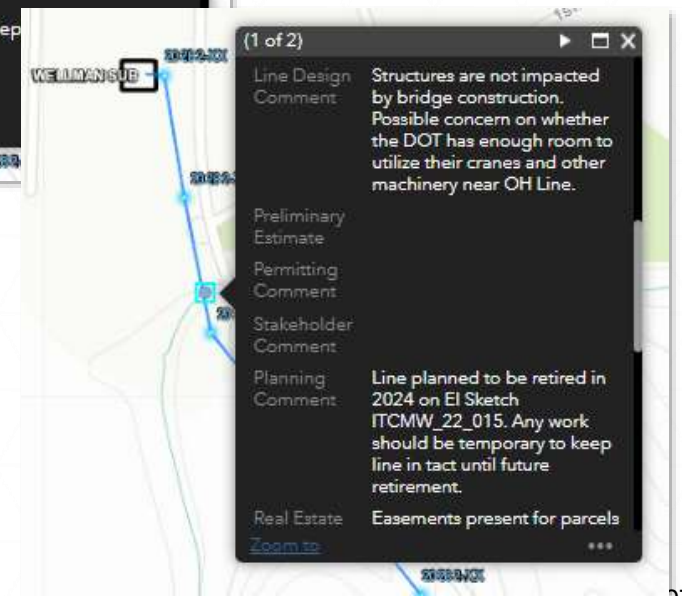 ep
(1 of 2)
WELLMAN SUB
Line Design
Comment
Structures are not impacted
by bridge construction.
Possible concern on whether
the DOT has enough room to
utilize their cranes and other
machinery near OH Line.
Preliminary
Estimate
Permitting
Comment
Stakeholder
Comment
Planning
Comment
Line planned to be retired in
2024 on EI Sketch
ITCMW_22_015. Any work
should be temporary to keep
line in tact until future
retirement.
Real Estate
Easements present for parcels
Zoom to